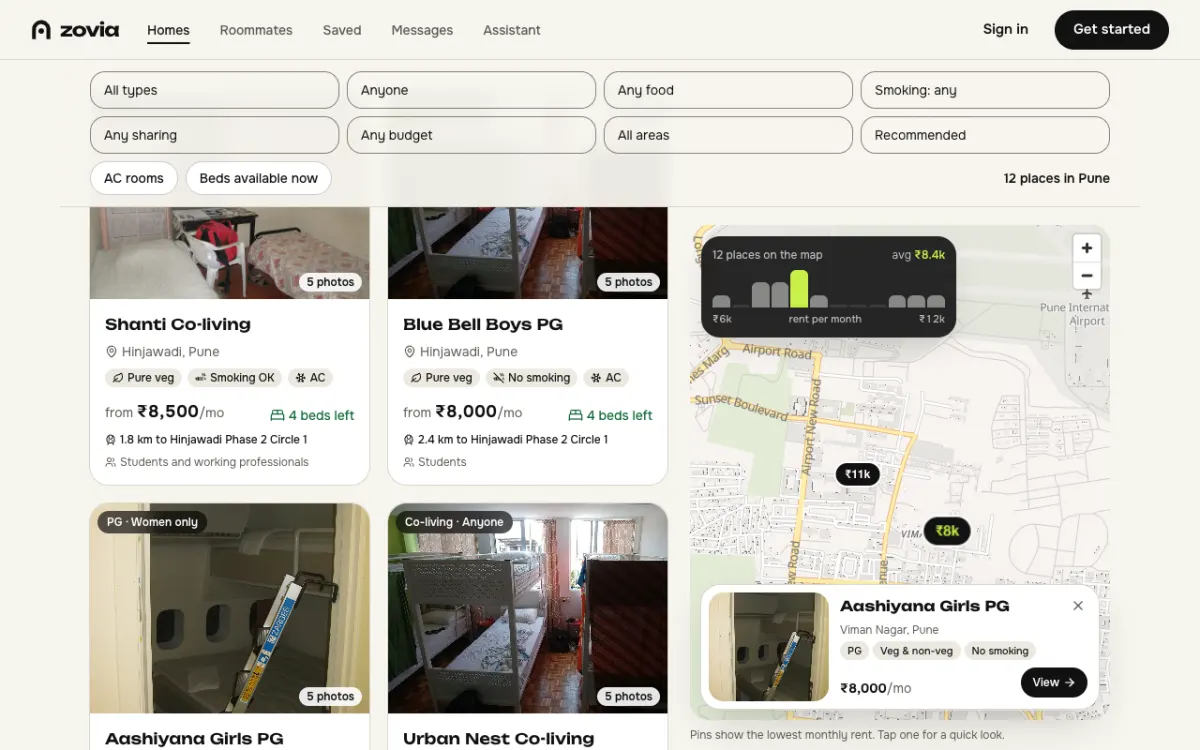 zovia
Homes
Roommates
Saved
Messages
Assistant
Sign in
Get started
All types
Anyone
Any food
Smoking: any
Any sharing
Any budget
All areas
Recommended
AC rooms
Beds available now
12 places in Pune
5 photos
Shanti Co-living
Hinjawadi, Pune
Pure veg
Smoking OK
AC
from ₹8,500/mo
4 beds left
1.8 km to Hinjawadi Phase 2 Circle 1
Students and working professionals
5 photos
Blue Bell Boys PG
Hinjawadi, Pune
Pure veg
No smoking
AC
from ₹8,000/mo
4 beds left
2.4 km to Hinjawadi Phase 2 Circle 1
Students
PG · Women only
5 photos
Aashiyana Girls PG
Co-living · Anyone
5 photos
Urban Nest Co-living
12 places on the map
avg ₹8.4k
₹6k
rent per month
₹12k
+
−
Pune Internat
Airport
Airport Road
Sunset Boulevard
Airport New Road
₹11k
₹8k
Aashiyana Girls PG
Viman Nagar, Pune
PG
Veg & non-veg
No smoking
₹8,000/mo
View →
Pins show the lowest monthly rent. Tap one for a quick look.